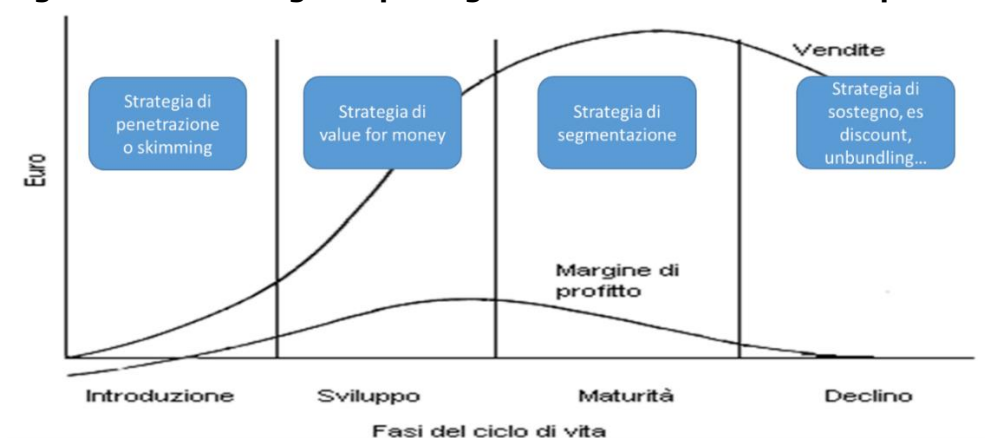 Vendite
Strategia di
penetrazione
o skimming
Strategia di
value for money
Strategia di
segmentazione
Strategia di
sostegno, es
discount,
unbundling...
Euro
Margine di
profitto
Introduzione
Sviluppo
Maturità
Declino
Fasi del ciclo di vita